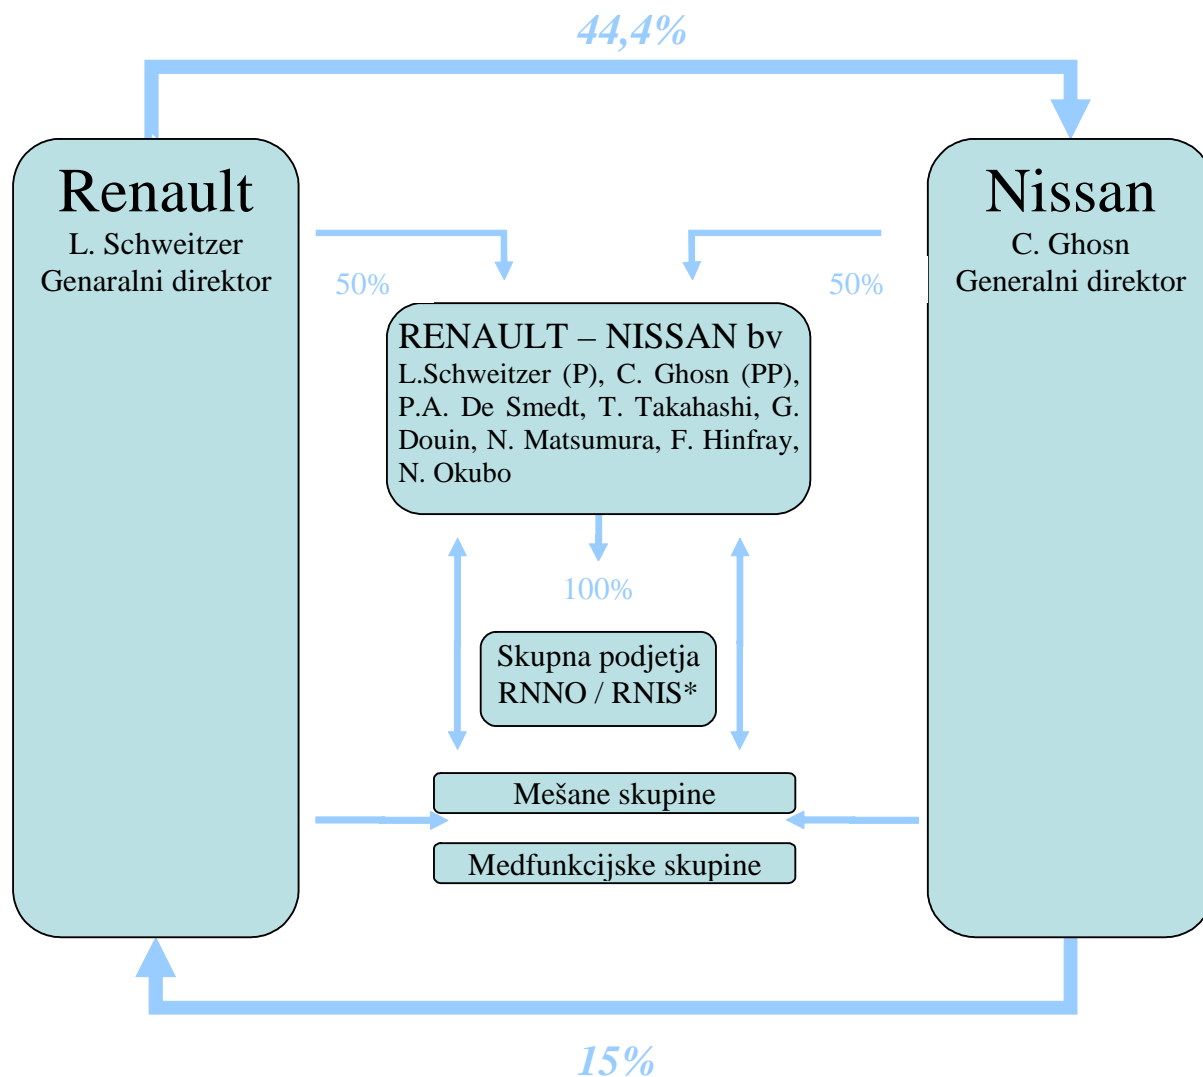 44,4%
Renault
L. Schweitzer
Genaralni direktor
Nissan
C. Ghosn
Generalni direktor
50%
50%
RENAULT – NISSAN bv
L.Schweitzer (P), C. Ghosn (PP),
P.A. De Smedt, T. Takahashi, G.
Douin, N. Matsumura, F. Hinfray,
N. Okubo
100%
Skupna podjetja
RNNO / RNIS*
Mešane skupine
Medfunkcijske skupine
15%